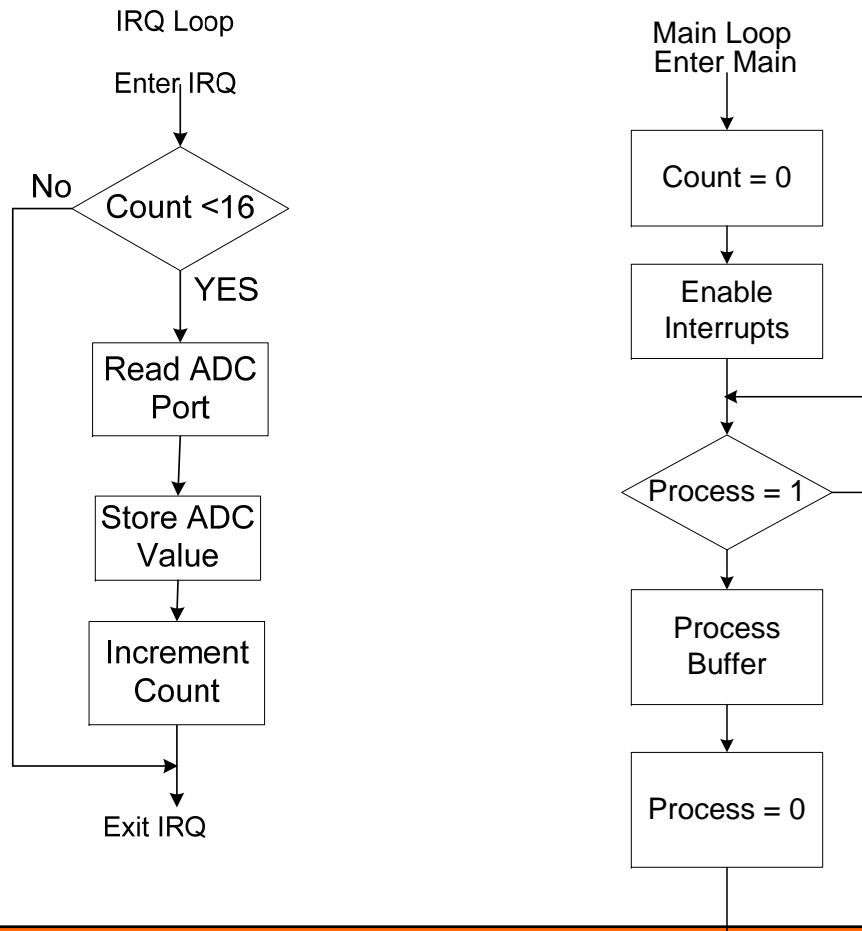 IRQ Loop
Enter IRQ
No
Count <16
YES
Read ADC
Port
Store ADC
Value
Increment
Count
Exit IRQ
Main Loop
Enter Main
Count = 0
Enable
Interrupts
Process = 1
Process
Buffer
Process = 0